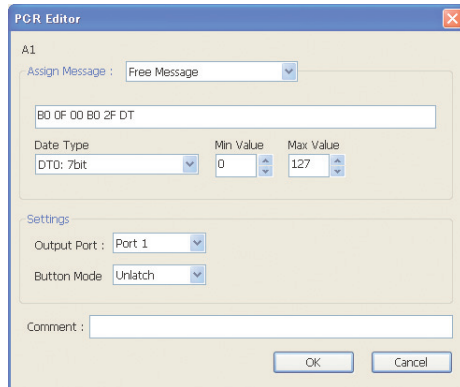 PCR Editor
A1
Assign Message : Free Message
B0 0F 00 B0 2F DT
Date Type Min Value Max Value
DT0: 7bit 0 127
Settings
Output Port : Port 1
Button Mode Unlatch
Comment :
OK Cancel